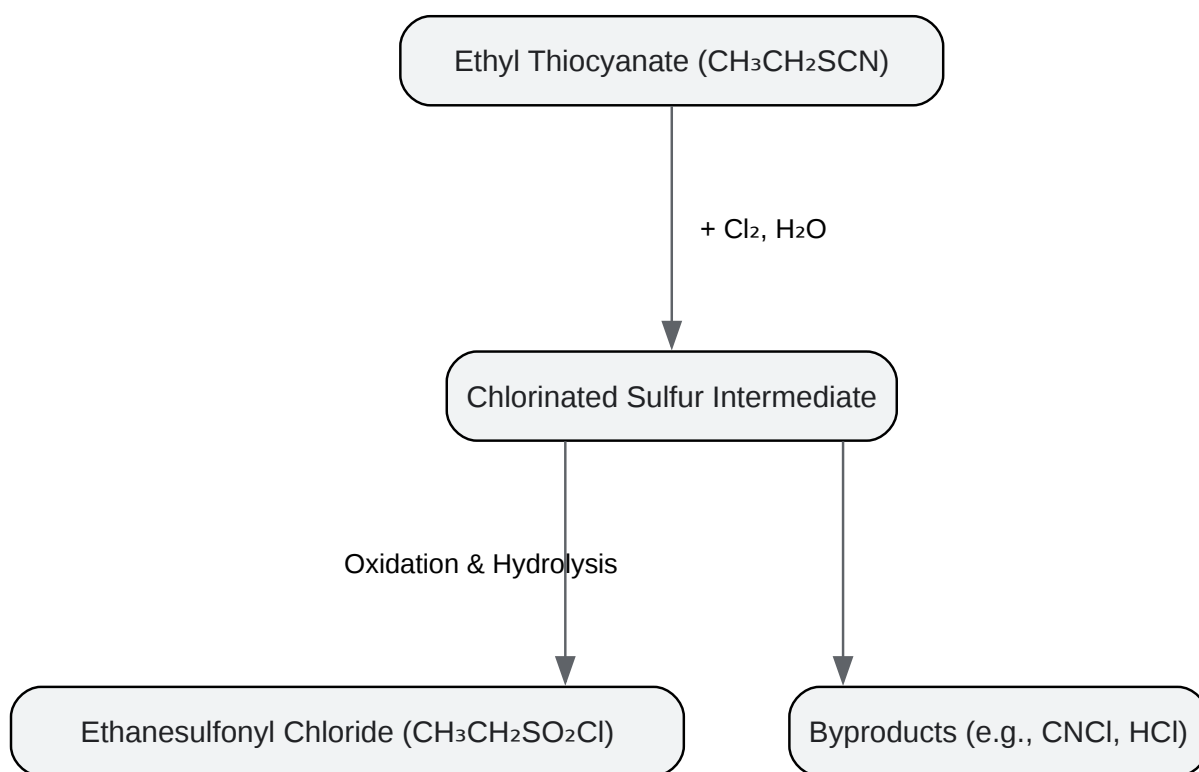 Ethyl Thiocyanate (CH₃CH₂SCN)
+ Cl₂, H₂O
Chlorinated Sulfur Intermediate
Oxidation & Hydrolysis
Ethanesulfonyl Chloride (CH₃CH₂SO₂Cl)
Byproducts (e.g., CNCl, HCl)